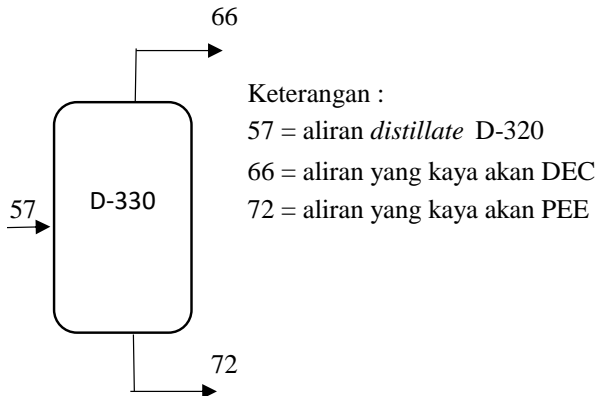 66
Keterangan :
57 = aliran distillate D-320
66 = aliran yang kaya akan DEC
57
D-330
72 = aliran yang kaya akan PEE
72